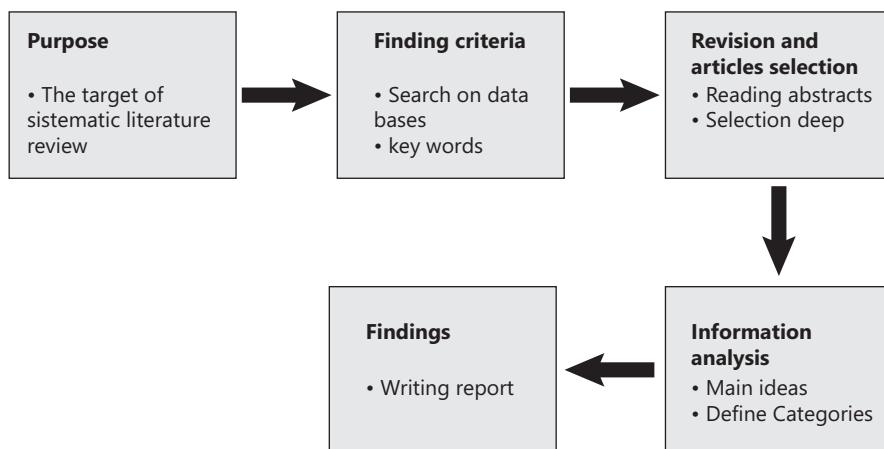 Purpose
• The target of
sistematic literature
review
Finding criteria
• Search on data
bases
• key words
Revision and
articles selection
• Reading abstracts
• Selection deep
Information
analysis
• Main ideas
• Define Categories
Findings
• Writing report